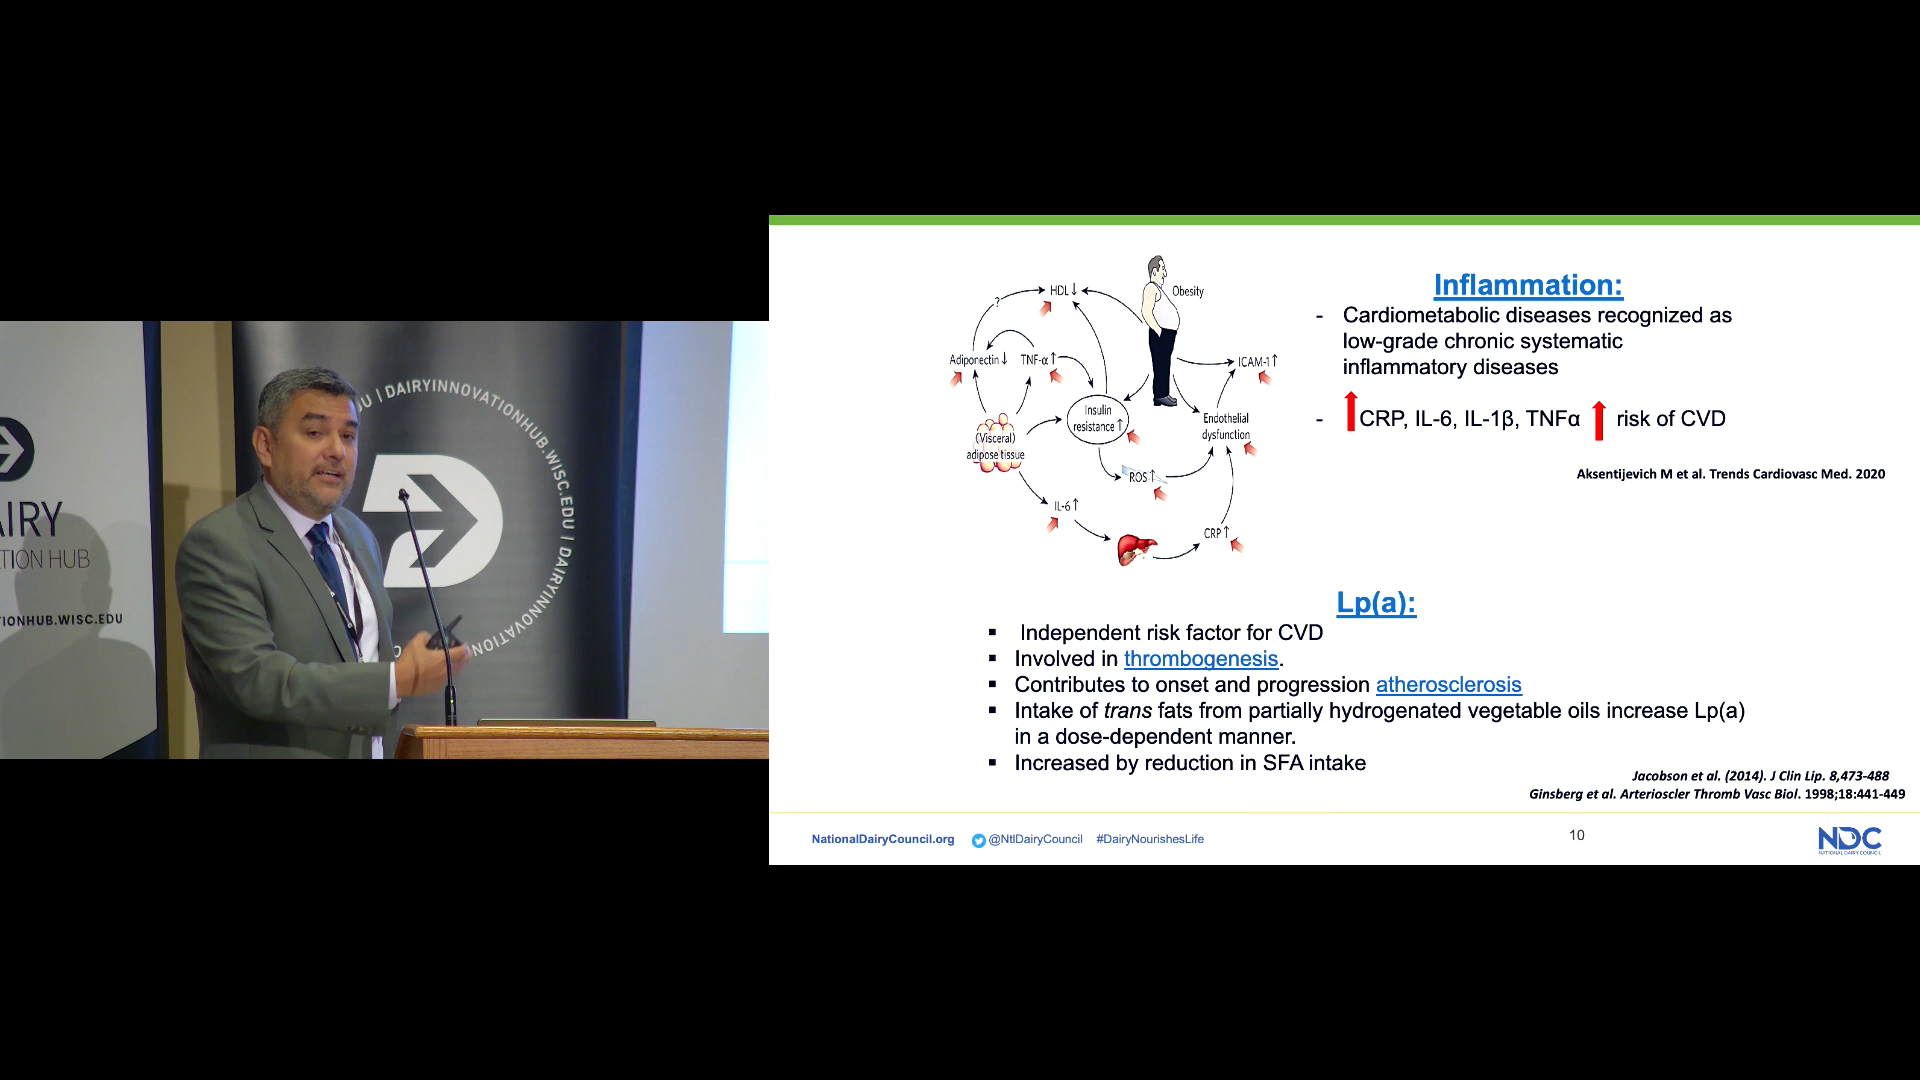 AIRY
TION HUB
TIONHUB.WISC.EDU
DU | DAIRYINNOVATIONHUB.WISC.EDU | DAIRYINNOVATION
Obesity
HDL↓
?
Adiponectin↓
TNF-α↑
ICAM-1↑
Insulin
resistance↑
Endothelial
dysfunction
(Visceral)
adipose tissue
ROS↑
IL-6↑
CRP↑
Inflammation:
- Cardiometabolic diseases recognized as
low-grade chronic systematic
inflammatory diseases
- CRP, IL-6, IL-1β, TNFα risk of CVD
Aksentijevich M et al. Trends Cardiovasc Med. 2020
Lp(a):
▪ Independent risk factor for CVD
▪ Involved in thrombogenesis.
▪ Contributes to onset and progression atherosclerosis
▪ Intake of trans fats from partially hydrogenated vegetable oils increase Lp(a)
in a dose-dependent manner.
▪ Increased by reduction in SFA intake
Jacobson et al. (2014). J Clin Lip. 8,473-488
Ginsberg et al. Arterioscler Thromb Vasc Biol. 1998;18:441-449
NationalDairyCouncil.org @NtlDairyCouncil #DairyNourishesLife
10
NDC
NATIONAL DAIRY COUNCIL